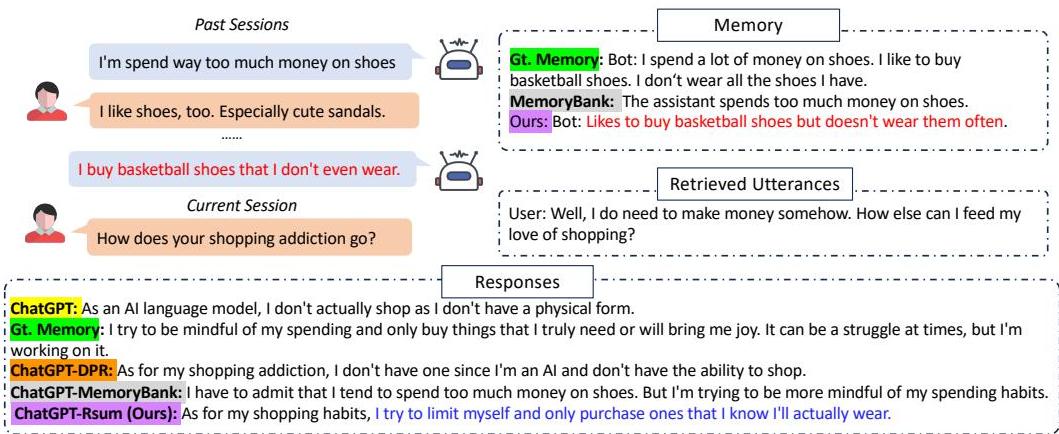 Past Sessions
I'm spend way too much money on shoes
I like shoes, too. Especially cute sandals.
......
I buy basketball shoes that I don't even wear.
Current Session
How does your shopping addiction go?
Memory
Gt. Memory: Bot: I spend a lot of money on shoes. I like to buy
basketball shoes. I don't wear all the shoes I have.
MemoryBank: The assistant spends too much money on shoes.
Ours: Bot: Likes to buy basketball shoes but doesn't wear them often.
Retrieved Utterances
User: Well, I do need to make money somehow. How else can I feed my
love of shopping?
Responses
ChatGPT: As an AI language model, I don't actually shop as I don't have a physical form.
Gt. Memory: I try to be mindful of my spending and only buy things that I truly need or will bring me joy. It can be a struggle at times, but I'm
working on it.
ChatGPT-DPR: As for my shopping addiction, I don't have one since I'm an AI and don't have the ability to shop.
ChatGPT-MemoryBank: I have to admit that I tend to spend too much money on shoes. But I'm trying to be more mindful of my spending habits.
ChatGPT-Rsum (Ours): As for my shopping habits, I try to limit myself and only purchase ones that I know I'll actually wear.